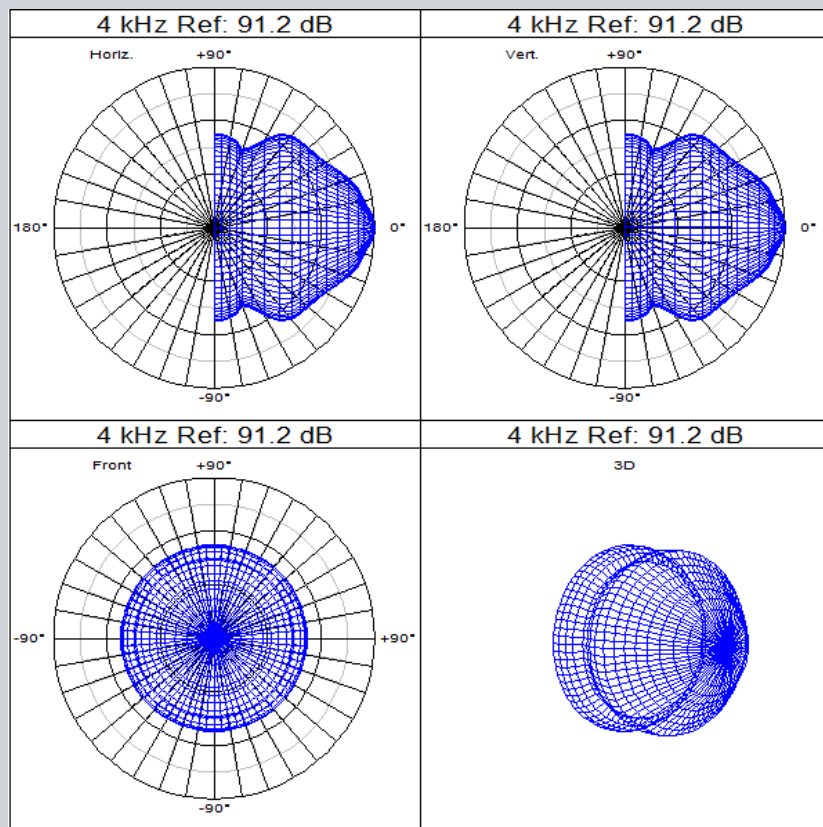 4 kHz Ref: 91.2 dB
4 kHz Ref: 91.2 dB
Horiz.
+90°
Vert.
+90°
180°
0°
180°
0°
-90°
-90°
4 kHz Ref: 91.2 dB
4 kHz Ref: 91.2 dB
Front
+90°
3D
-90°
+90°
-90°